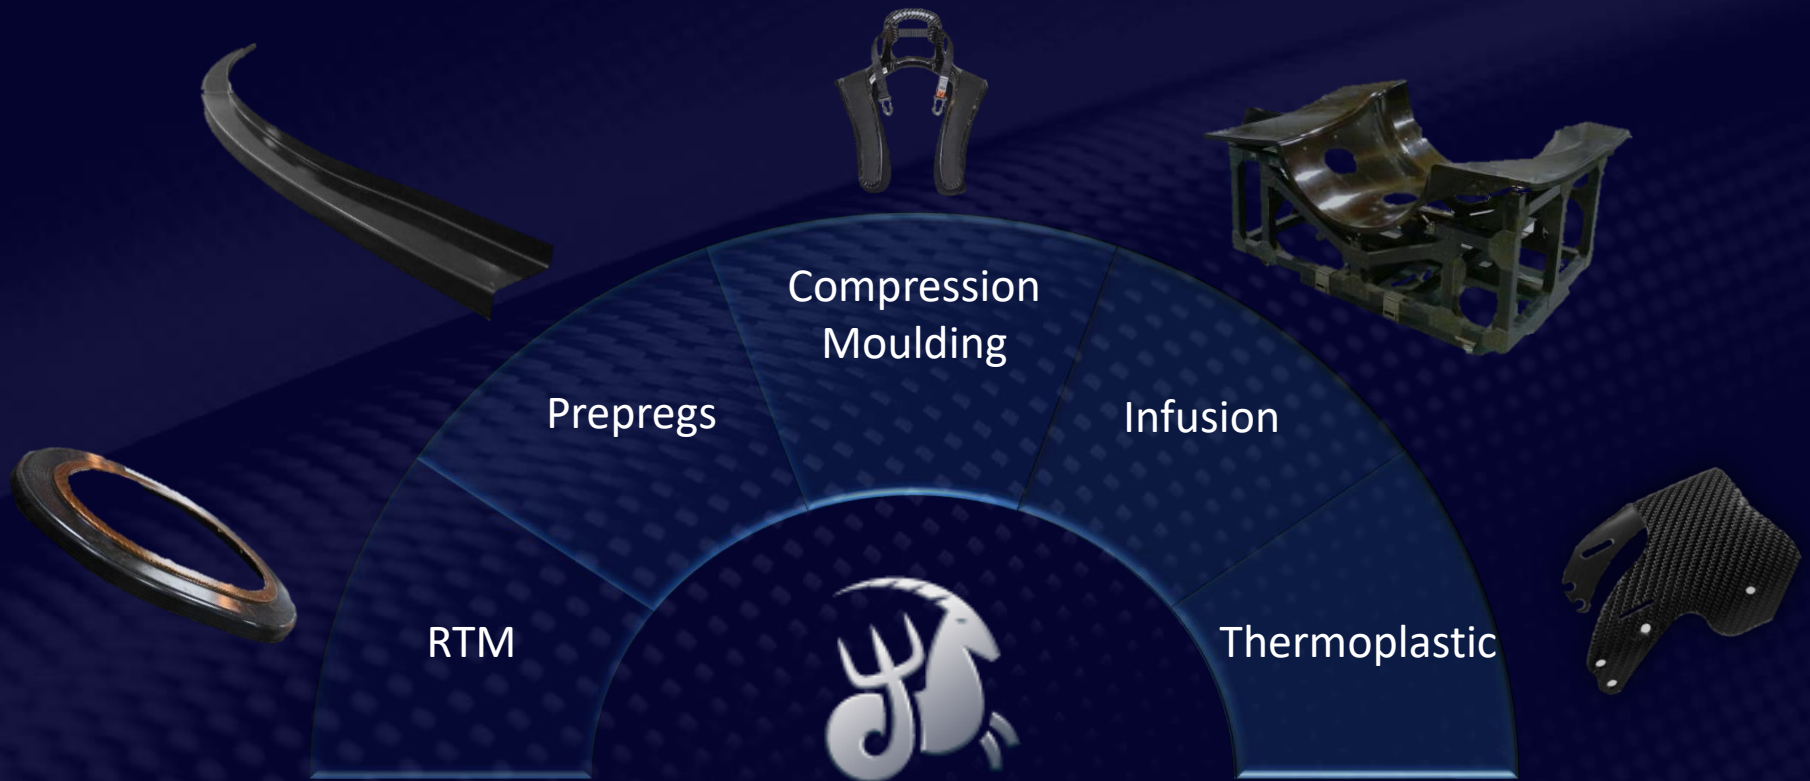 Compression
Moulding
Prepregs
Infusion
RTM
Thermoplastic